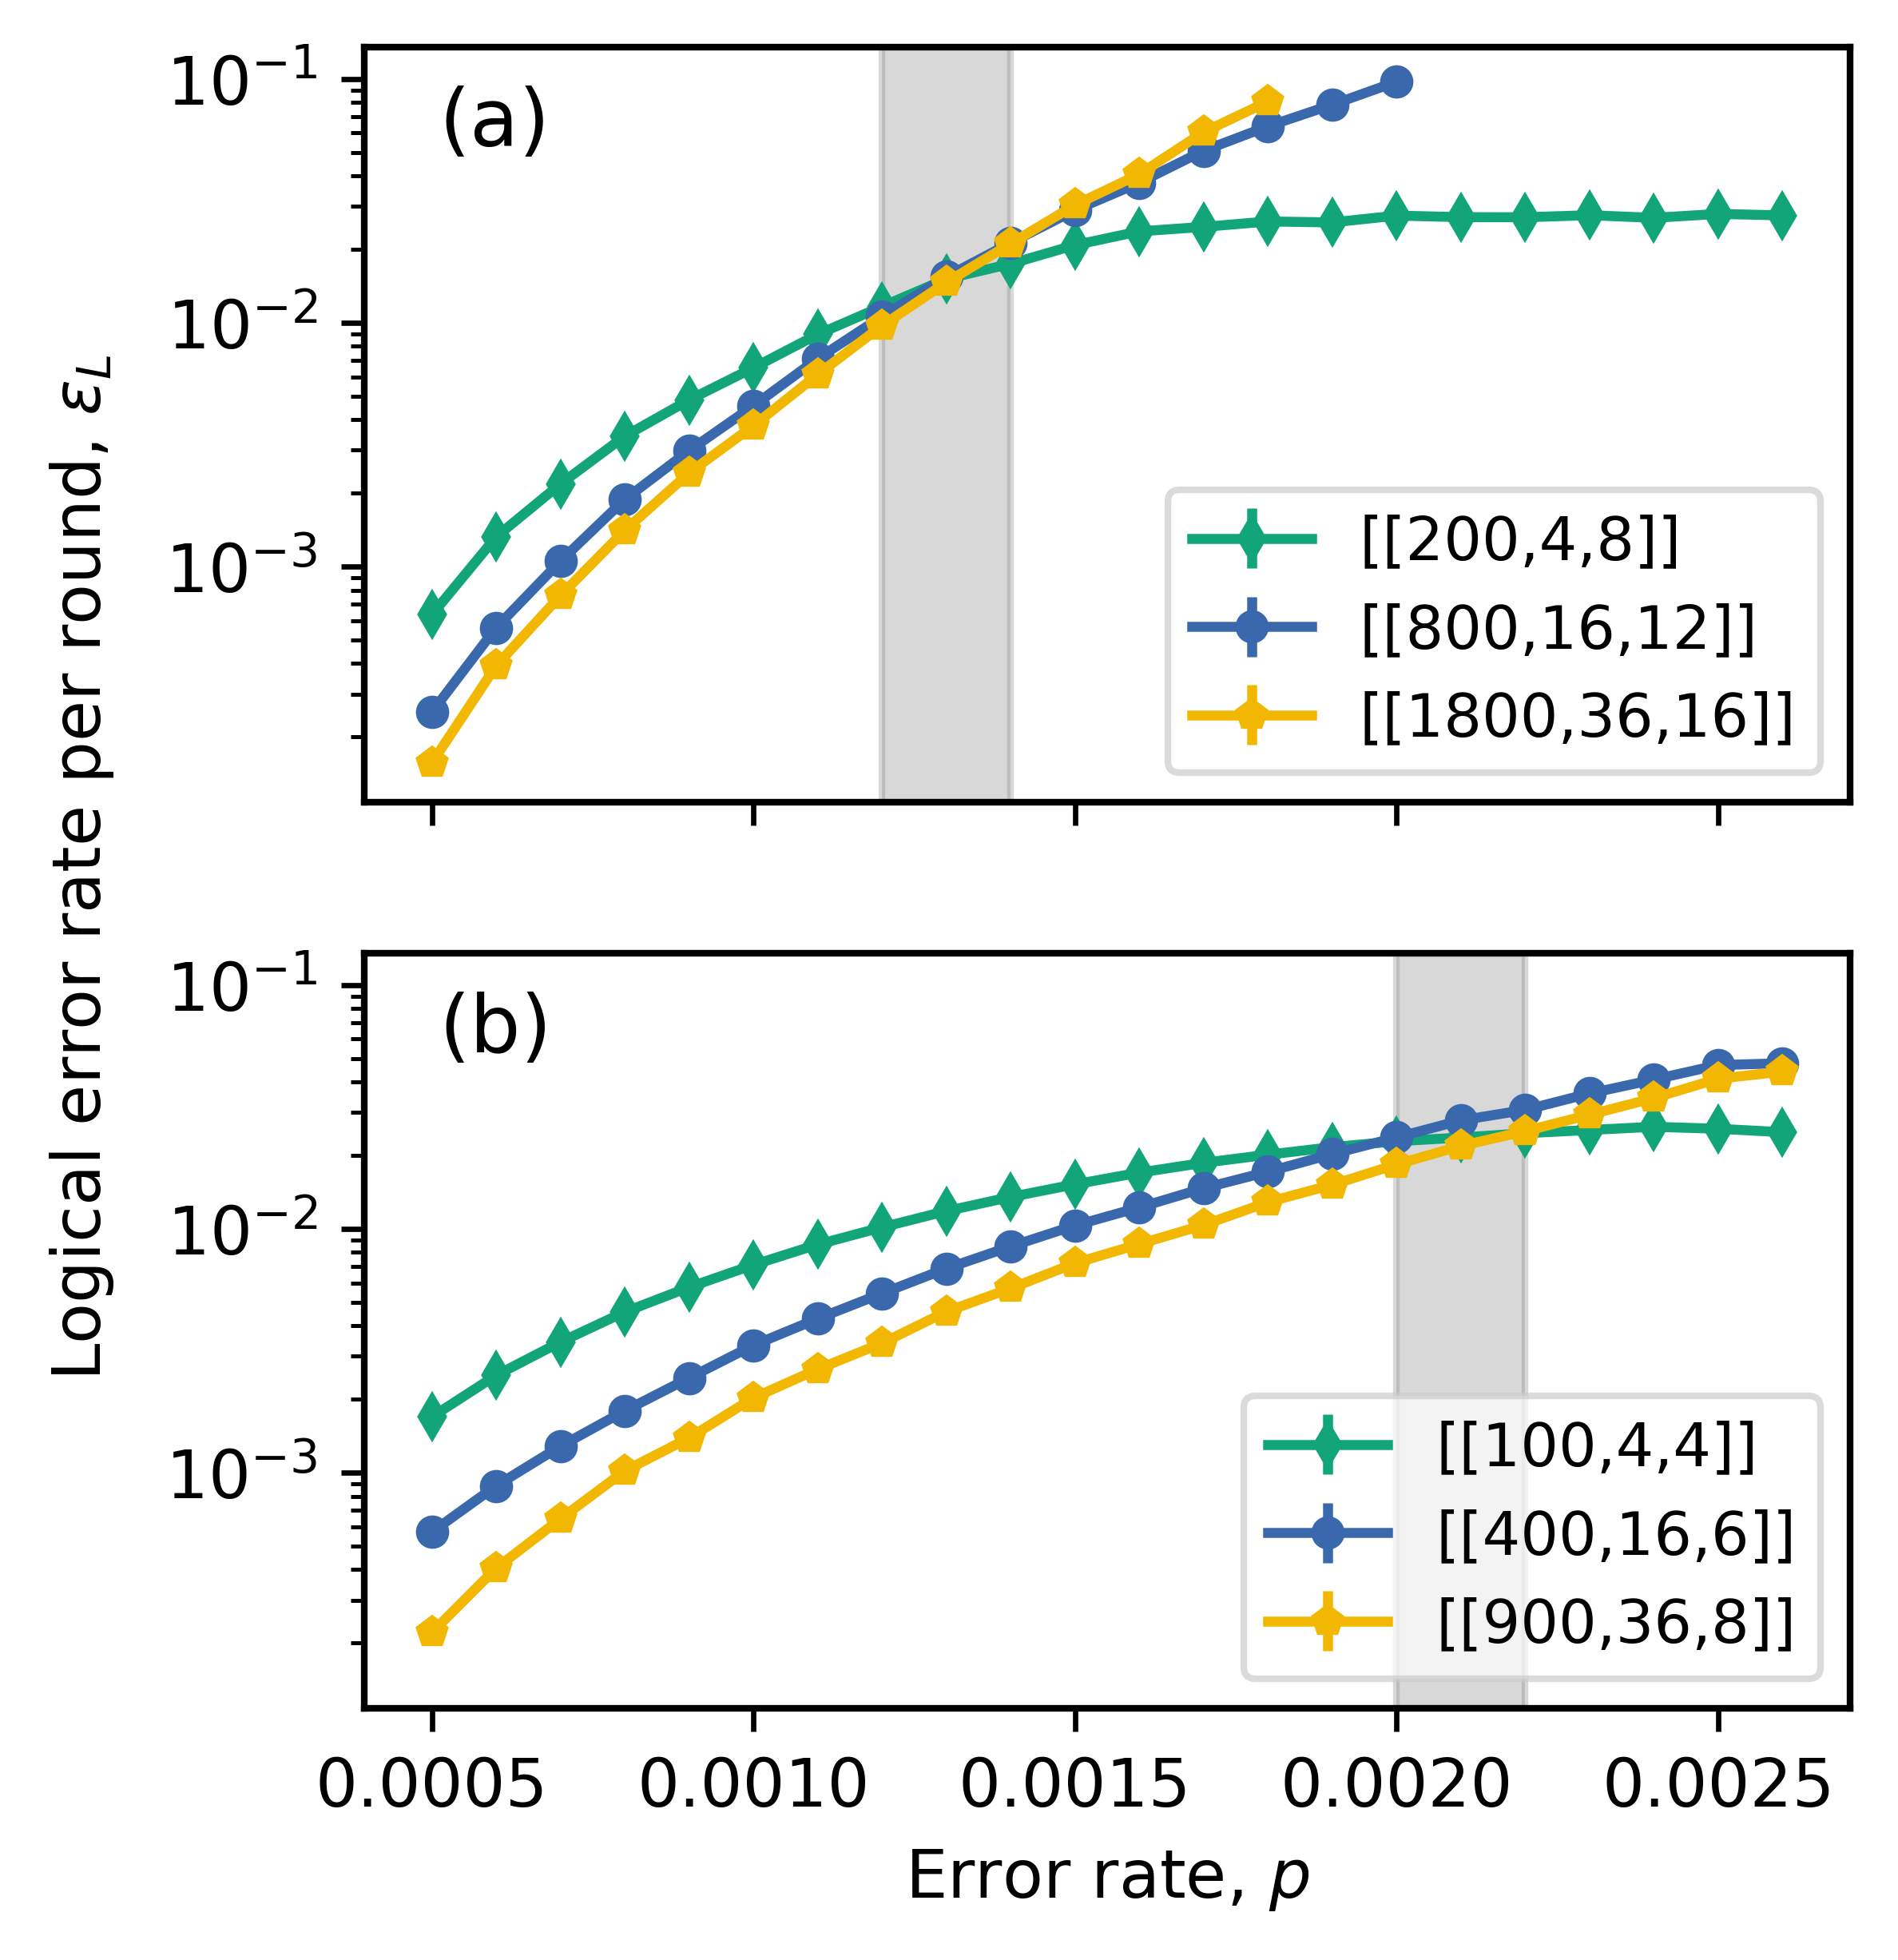 Logical error rate per round, ε_L
10⁻¹
10⁻²
10⁻³
(a)
[[200,4,8]]
[[800,16,12]]
[[1800,36,16]]
10⁻¹
10⁻²
10⁻³
(b)
[[100,4,4]]
[[400,16,6]]
[[900,36,8]]
0.0005 0.0010 0.0015 0.0020 0.0025
Error rate, p